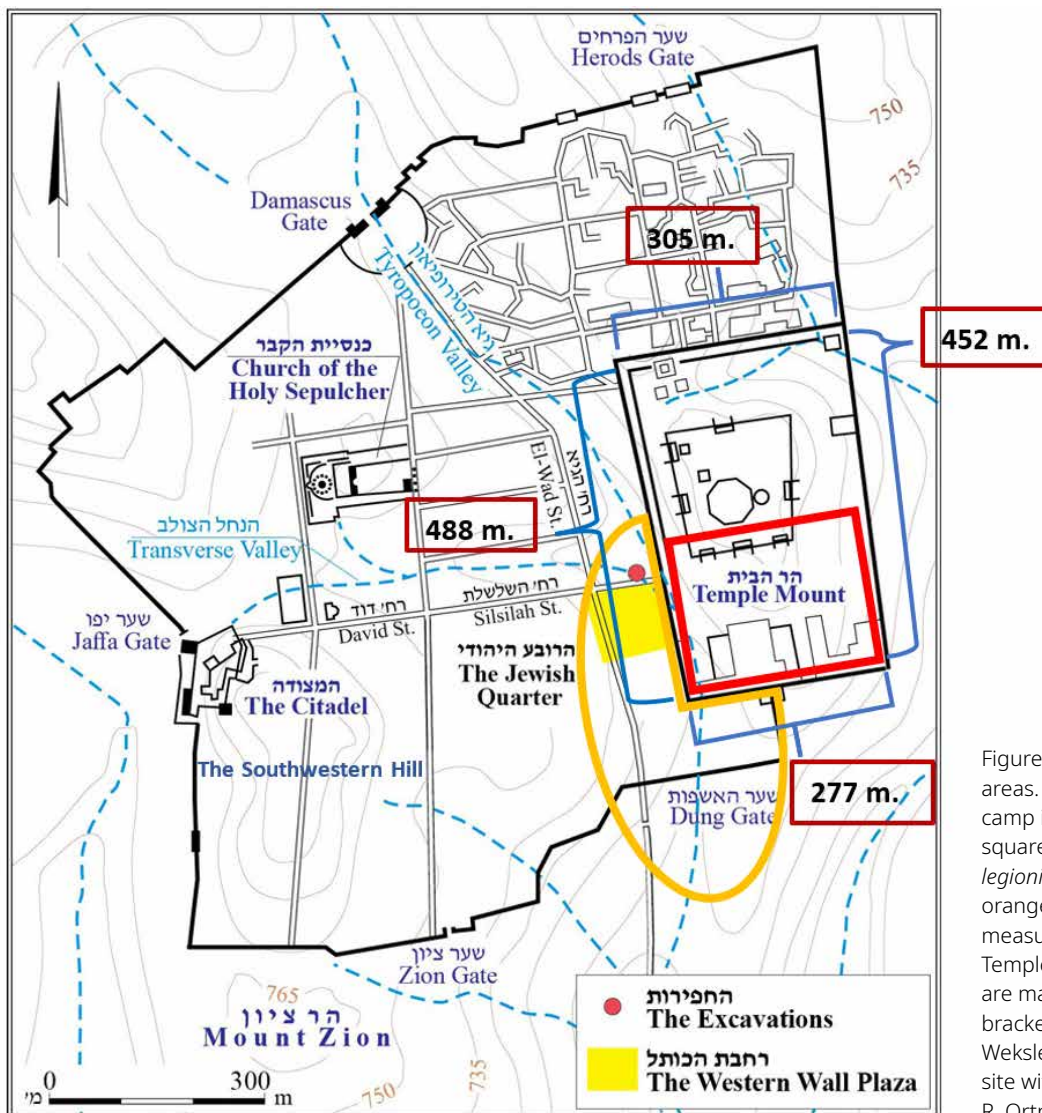 שער הפרחים
Herods Gate
750
735
Damascus
Gate
305 m.
גיא הטירופיאון
Tyropoeon Valley
452 m.
כנסיית הקבר
Church of the
Holy Sepulcher
רח' הגיא
El-Wad St.
488 m.
הנחל הצולב
Transverse Valley
הר הבית
Temple Mount
רח' השלשלת
Silsilah St.
רח' דוד
David St.
שער יפו
Jaffa Gate
הרובע היהודי
The Jewish
Quarter
המצודה
The Citadel
The Southwestern Hill
277 m.
שער האשפות
Dung Gate
שער ציון
Zion Gate
765
הר ציון
Mount Zion
החפירות
The Excavations
רחבת הכותל
The Western Wall Plaza
0 300
מ' m
750
735
Figure
areas.
camp
square
legionn
orange
measu
Temple
are ma
bracke
Weksle
site wi
R. Ortn